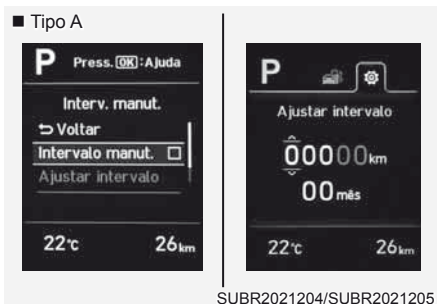 ■ Tipo A
P Press. OK :Ajuda
Interv. manut.
Voltar
Intervalo manut.
Ajustar intervalo
22°C 26km
P
Ajustar intervalo
00000km
00mês
22°C 26km
SUBR2021204/SUBR2021205